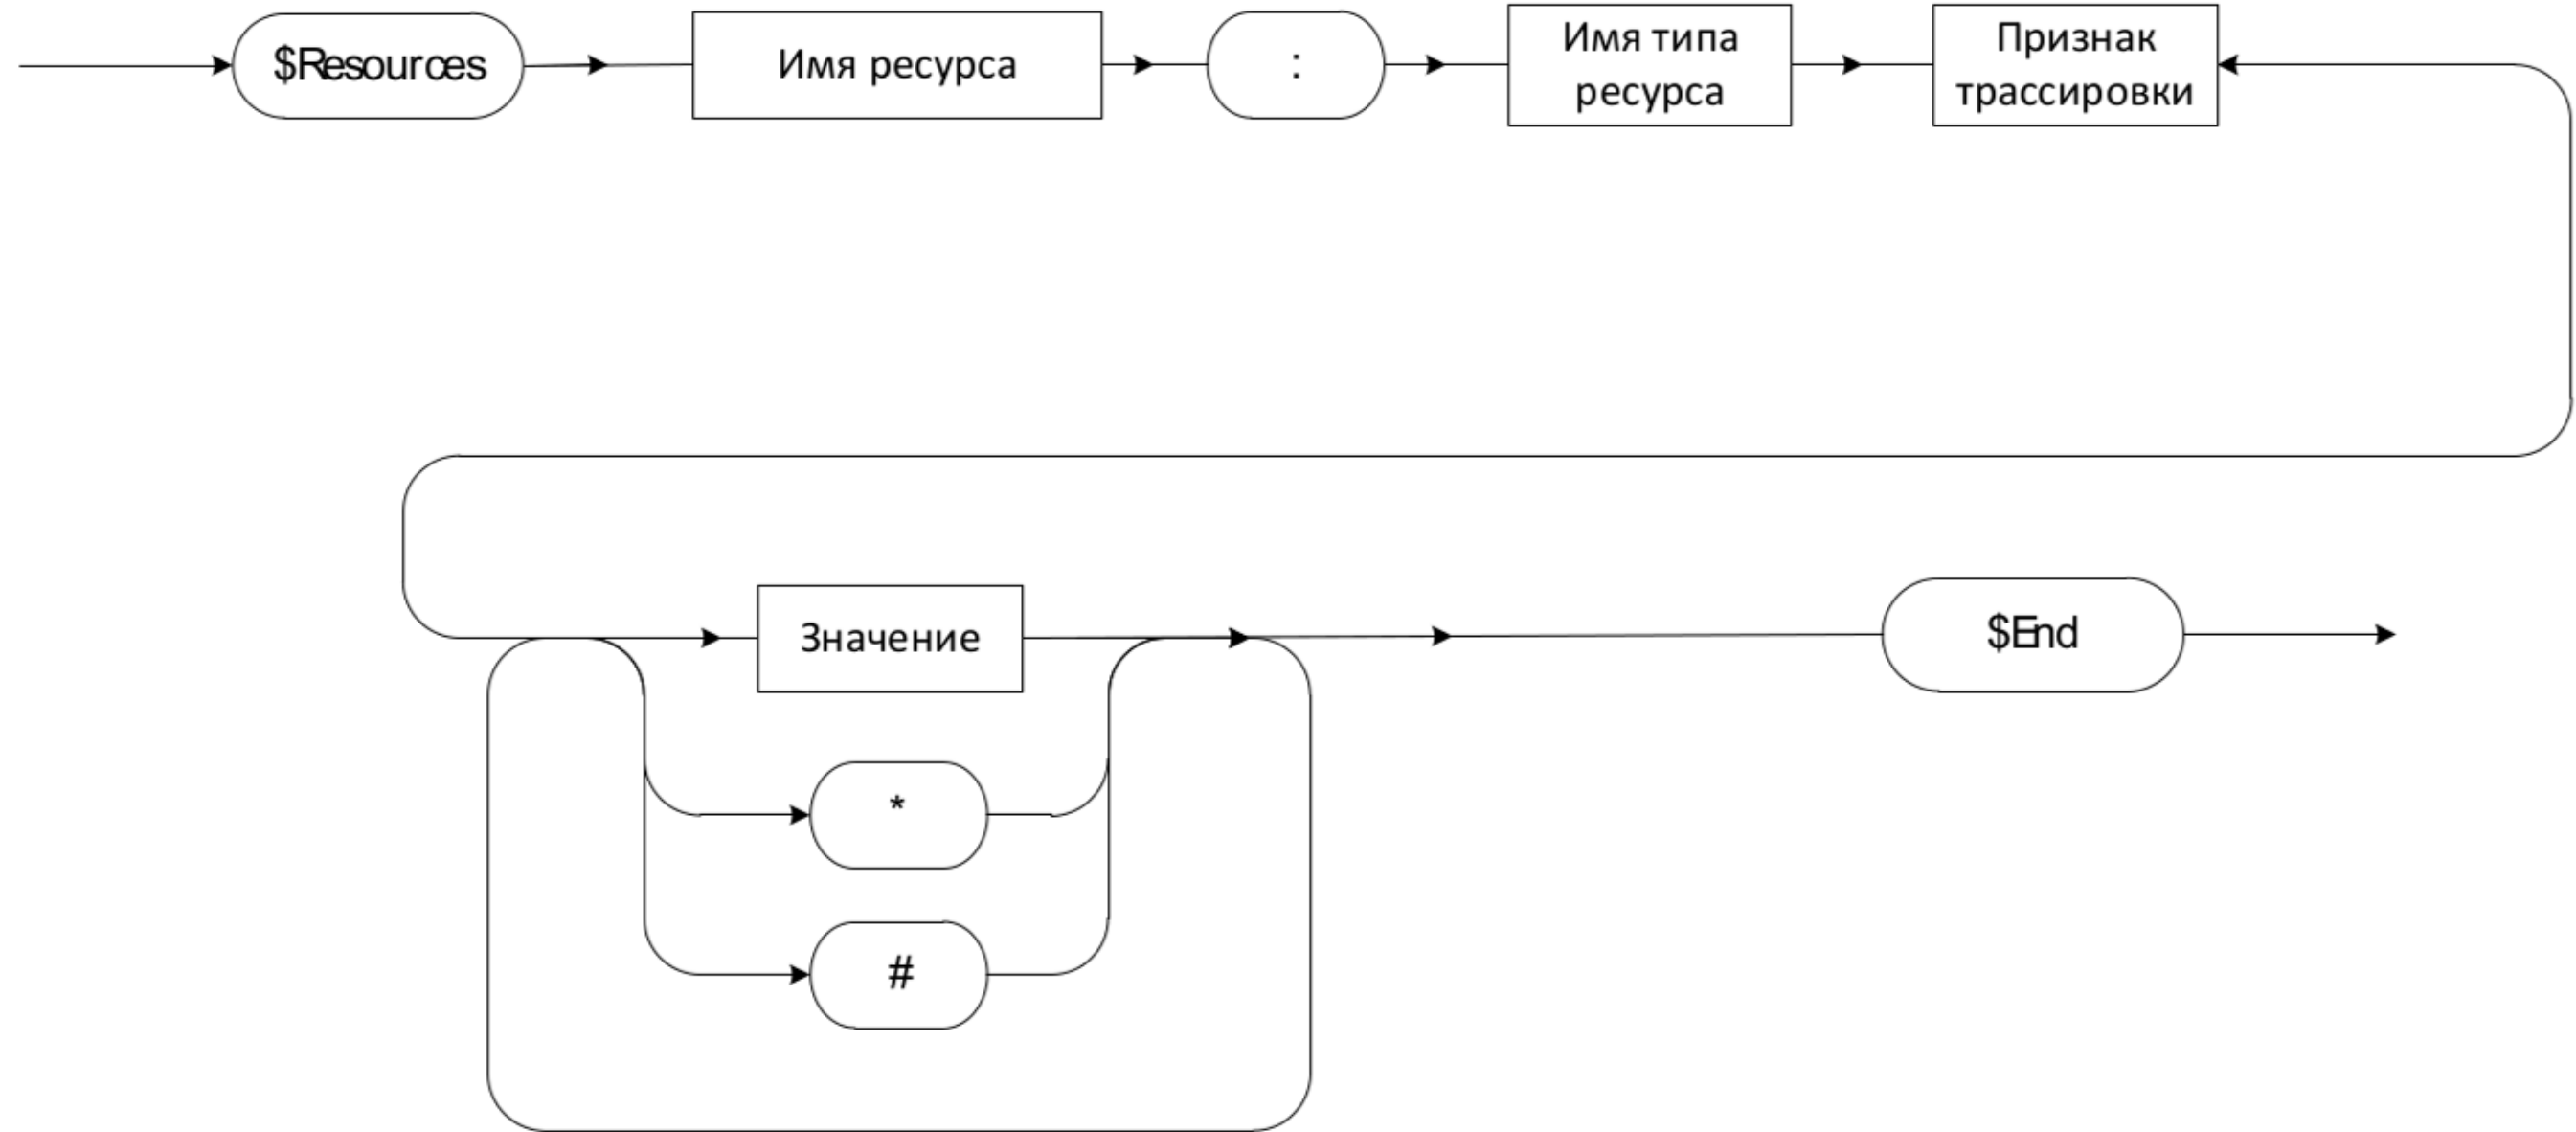 $Resources
Имя ресурса
:
Имя типа
ресурса
Признак
трассировки
Значение
$End
*
#